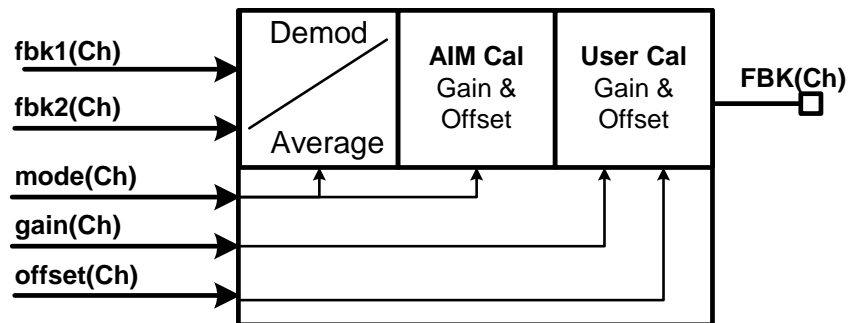 fbk1(Ch)
fbk2(Ch)
mode(Ch)
gain(Ch)
offset(Ch)
Demod
Average
AIM Cal
Gain &
Offset
User Cal
Gain &
Offset
FBK(Ch)